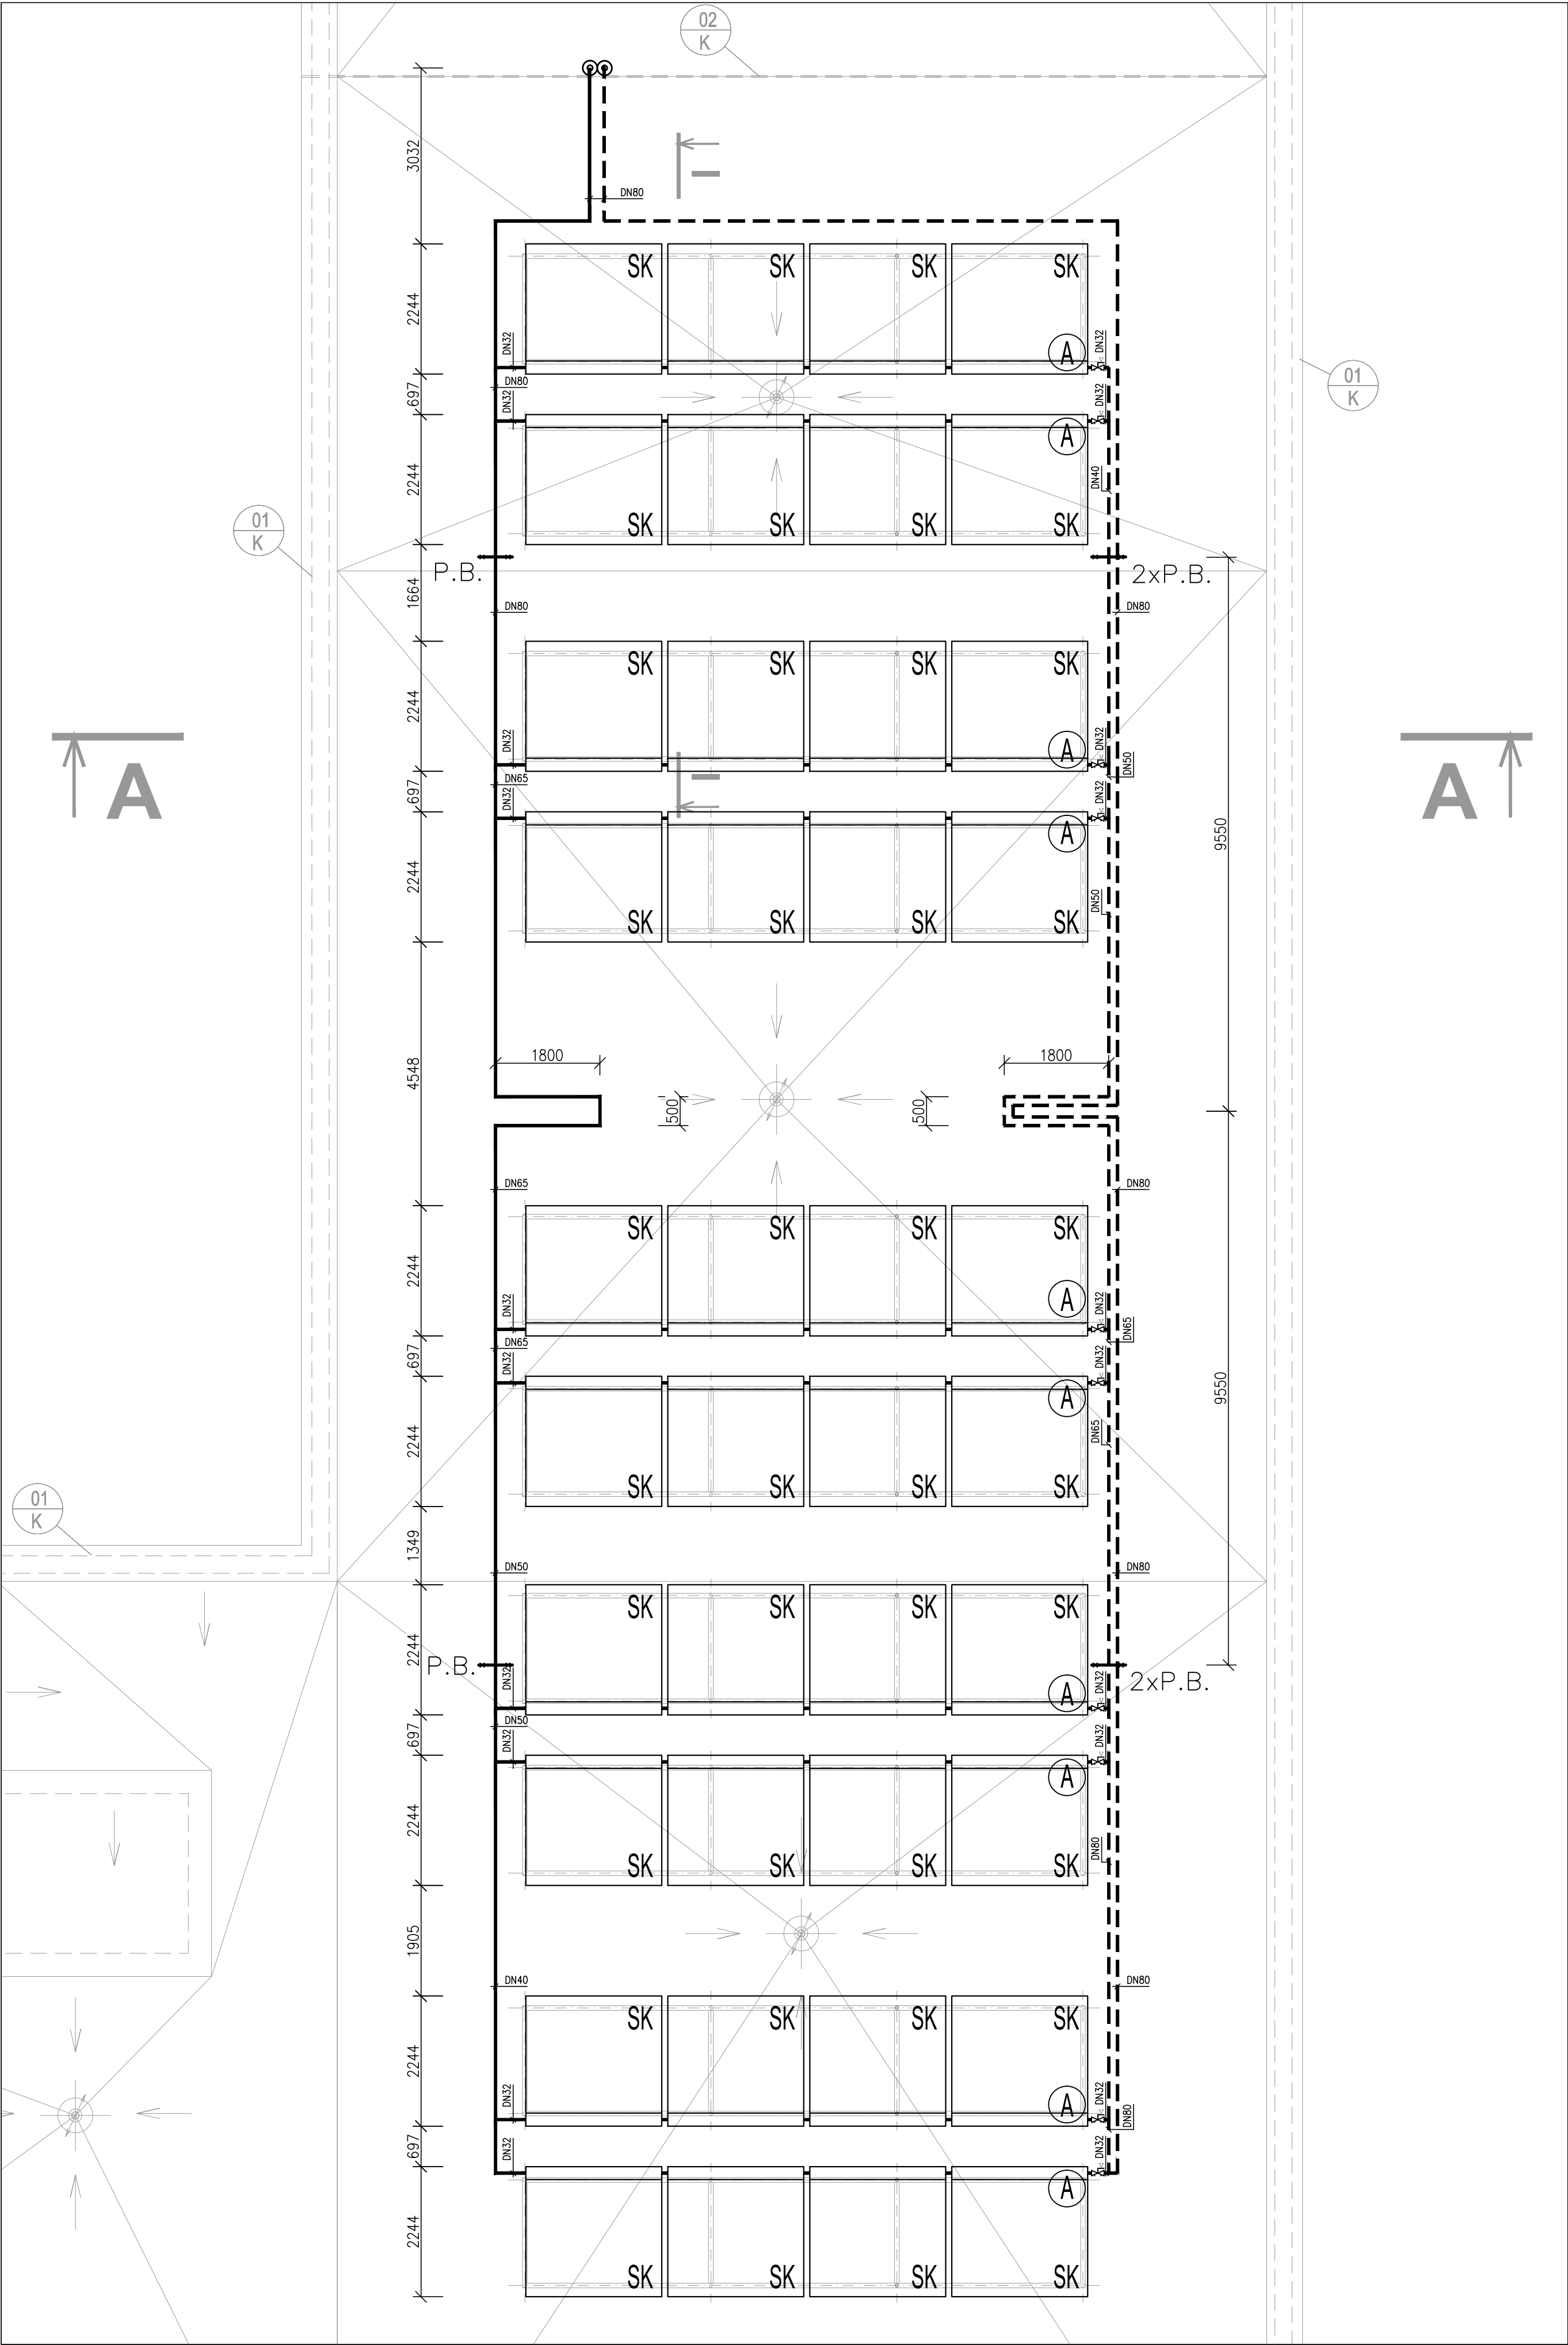 02
K
3032
DN80
SK SK SK SK
2244
DN32 A DN32
DN80
697
01
K
DN32 DN32
A
2244
DN40
SK SK SK SK
01
K
P.B. 2xP.B.
1664
DN80 DN80
SK SK SK SK
2244
DN32 A DN32
A A
DN50
DN65
697
DN32 DN32
A
9550
2244
DN50
SK SK SK SK
1800 1800
4548
500 500
DN65 DN80
SK SK SK SK
2244
DN32 A DN32
DN65
DN65
697
DN32 DN32
A
9550
2244
DN65
SK SK SK SK
01
K
1349
DN50 DN80
SK SK SK SK
2244
P.B. 2xP.B.
DN32 A DN32
DN50
697
DN32 DN32
A
2244
DN80
SK SK SK SK
1905
DN40 DN80
SK SK SK SK
2244
DN32 A DN32
DN80
697
DN32 DN32
A
2244
SK SK SK SK